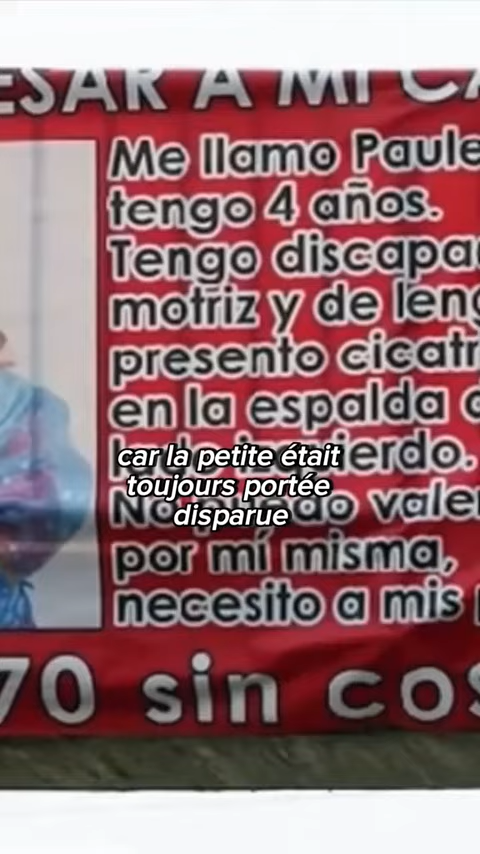 ESAR A MI CA
Me llamo Paule
tengo 4 años.
Tengo discapa
motriz y de leng
presento cicatr
en la espalda
erdo.
car la petite était
toujours portée
disparue
valer
por mí misma,
necesito a mis
70 sin cos